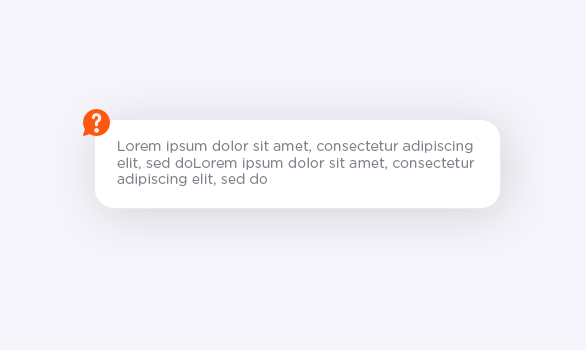 ?
Lorem ipsum dolor sit amet, consectetur adipiscing
elit, sed doLorem ipsum dolor sit amet, consectetur
adipiscing elit, sed do